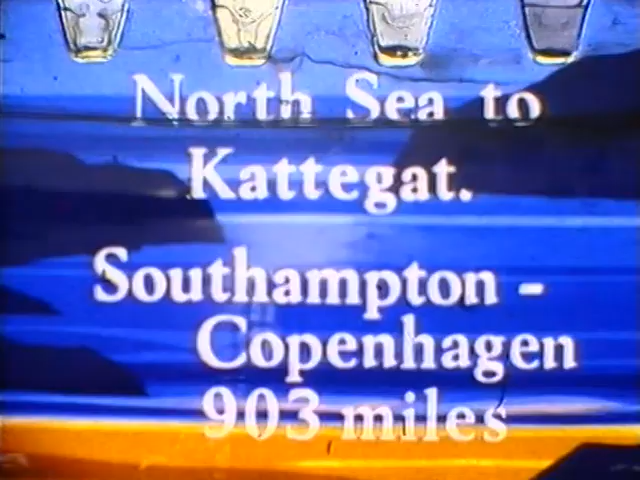 North Sea to
Kattegat.
Southampton -
Copenhagen
903 miles